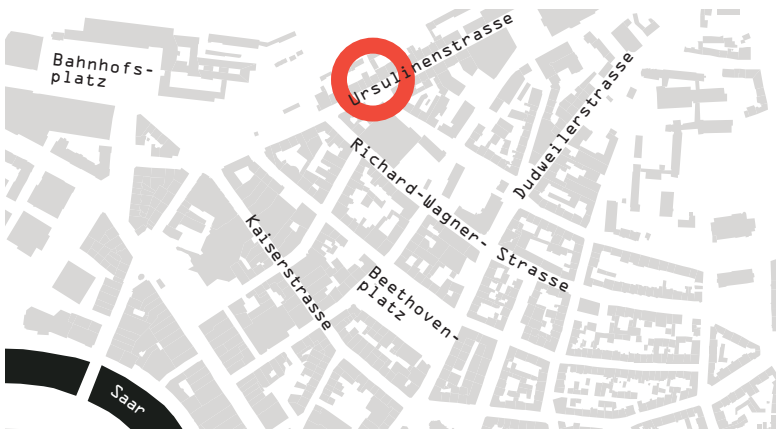 Bahnhofs-
platz
Ursulinenstrasse
Dudweilerstrasse
Richard-Wagner- Strasse
Kaiserstrasse
Beethoven-
platz
Saar